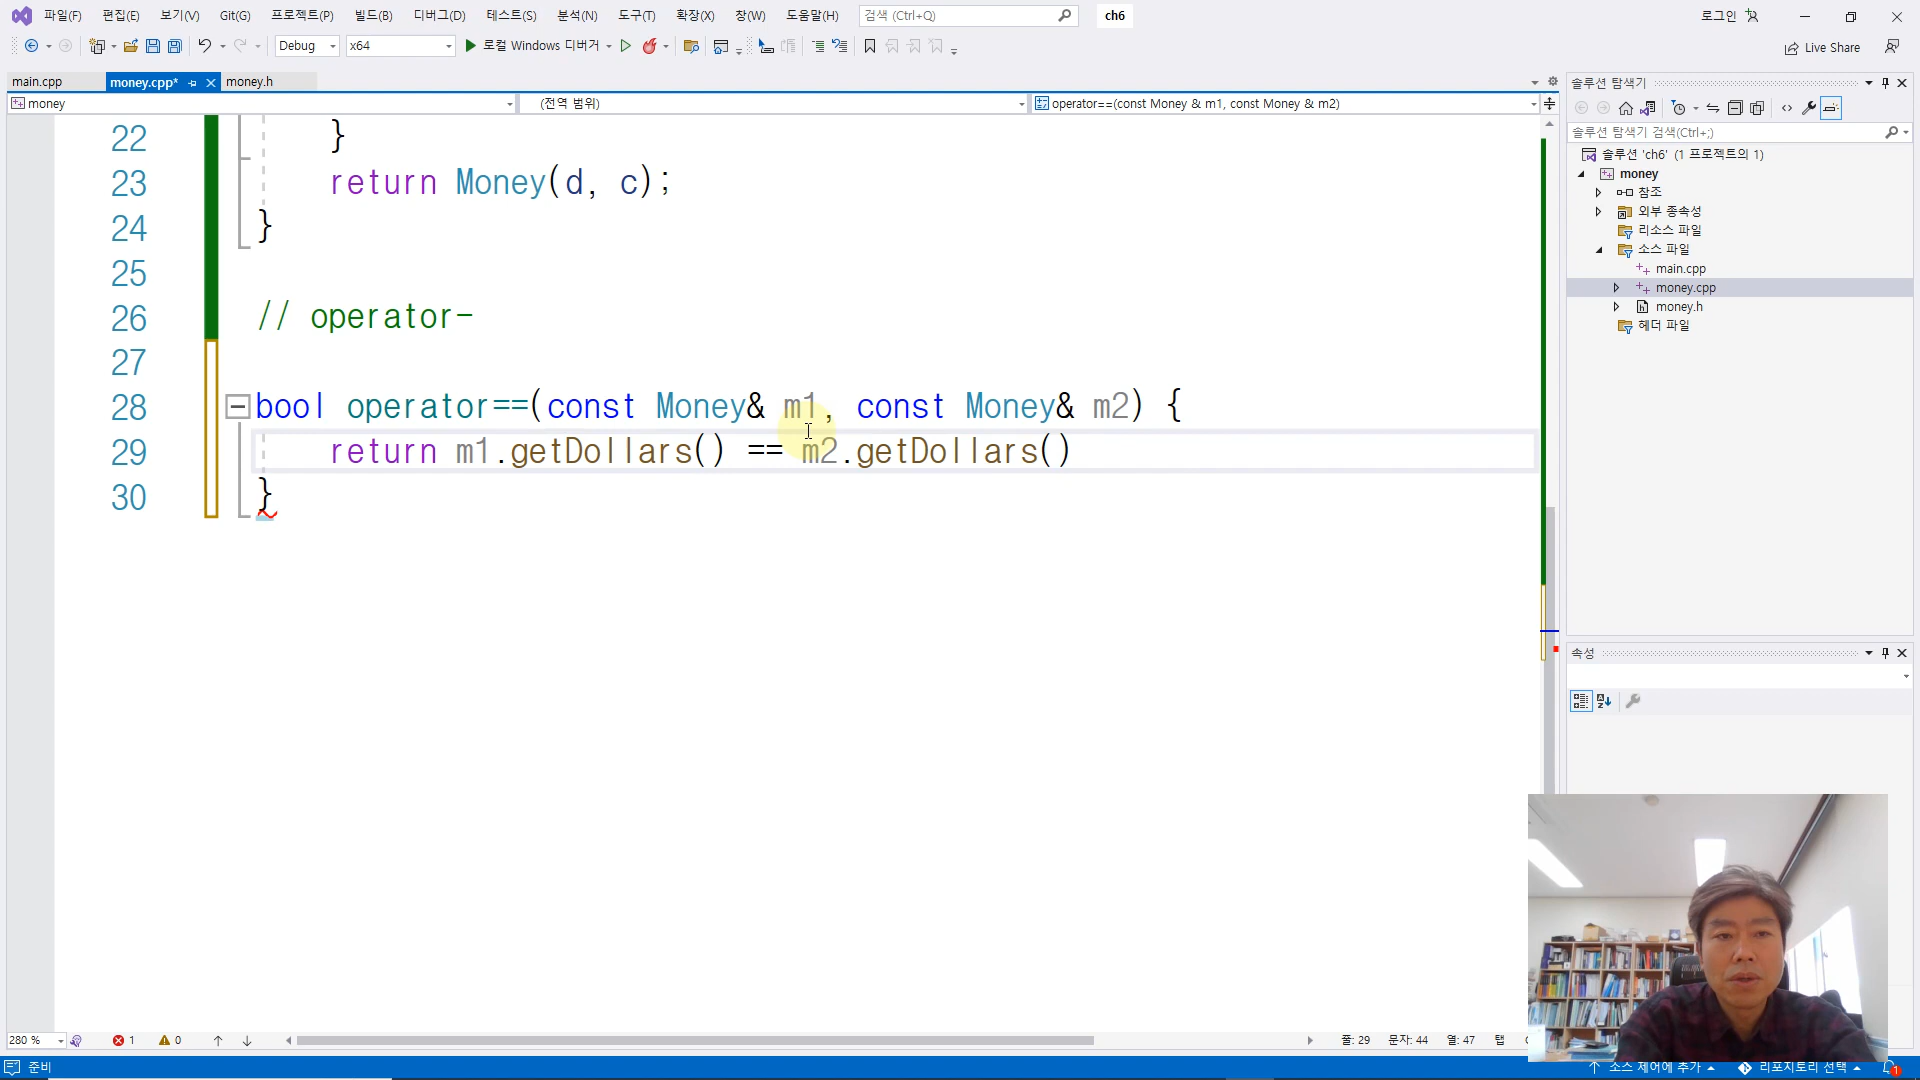 파일(F) 편집(E) 보기(V) Git(G) 프로젝트(P) 빌드(B) 디버그(D) 테스트(S) 분석(N) 도구(T) 확장(X) 창(W) 도움말(H) 검색 (Ctrl+Q) ch6 로그인
Debug x64 로컬 Windows 디버거 Live Share
main.cpp money.cpp* money.h
money (전역 범위) operator==(const Money & m1, const Money & m2)
22 }
23 return Money(d, c);
24 }
25
26 // operator-
27
28 bool operator==(const Money& m1, const Money& m2) {
29 return m1.getDollars() == m2.getDollars()
30 }
솔루션 탐색기
솔루션 탐색기 검색(Ctrl+;)
솔루션 'ch6' (1 프로젝트의 1)
money
참조
외부 종속성
리소스 파일
소스 파일
main.cpp
money.cpp
money.h
헤더 파일
속성
280 % 1 0 줄: 29 문자: 44 열: 47 탭
준비 소스 제어에 추가 리포지토리 선택 1